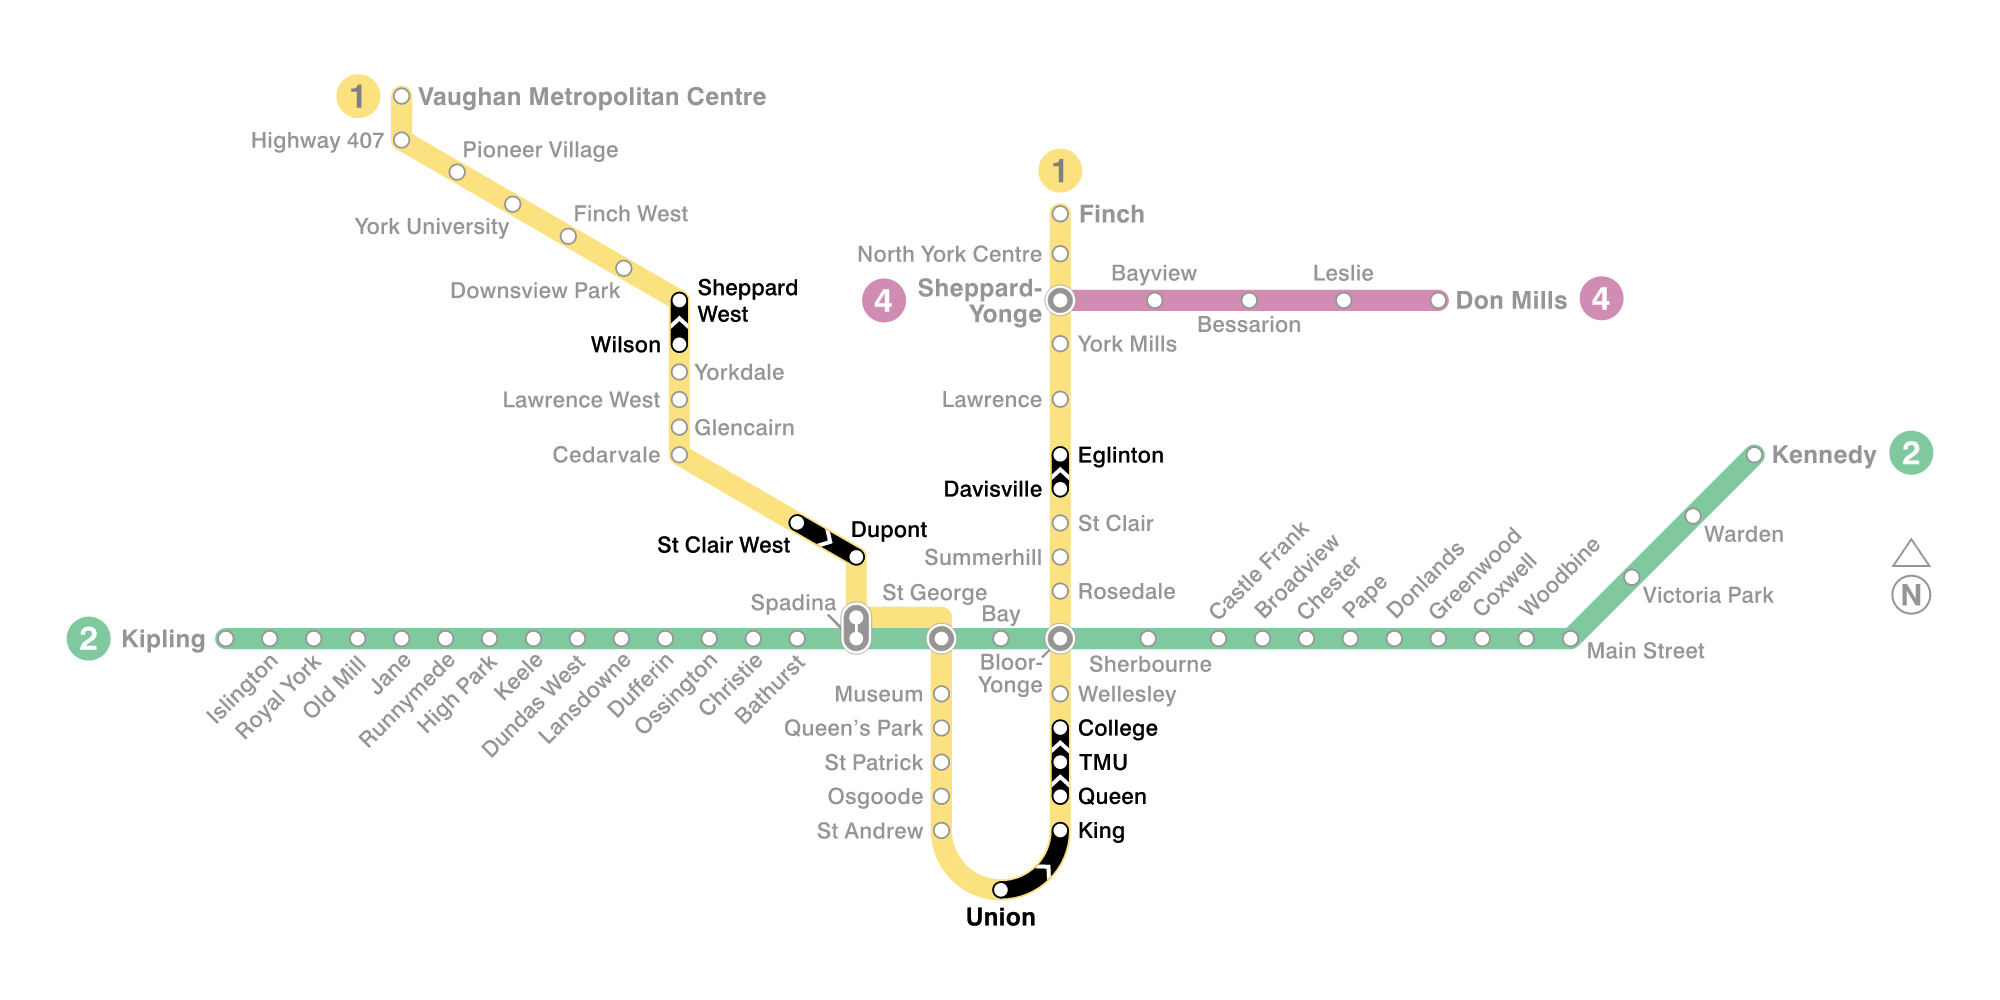 1
Vaughan Metropolitan Centre
Highway 407
Pioneer Village
York University
Finch West
Downsview Park
Sheppard
West
Wilson
Yorkdale
Lawrence West
Glencairn
Cedarvale
St Clair West
Dupont
Spadina
St George
Museum
Queen's Park
St Patrick
Osgoode
St Andrew
Union
1
Finch
North York Centre
4
Sheppard-
Yonge
Bayview
Bessarion
Leslie
Don Mills
4
York Mills
Lawrence
Eglinton
Davisville
St Clair
Summerhill
Rosedale
Bay
Bloor-
Yonge
Wellesley
College
TMU
Queen
King
2
Kipling
Islington
Royal York
Old Mill
Jane
Runnymede
High Park
Keele
Dundas West
Lansdowne
Dufferin
Ossington
Christie
Bathurst
Sherbourne
Castle Frank
Broadview
Chester
Pape
Donlands
Greenwood
Coxwell
Woodbine
Main Street
Victoria Park
Warden
Kennedy
2
N